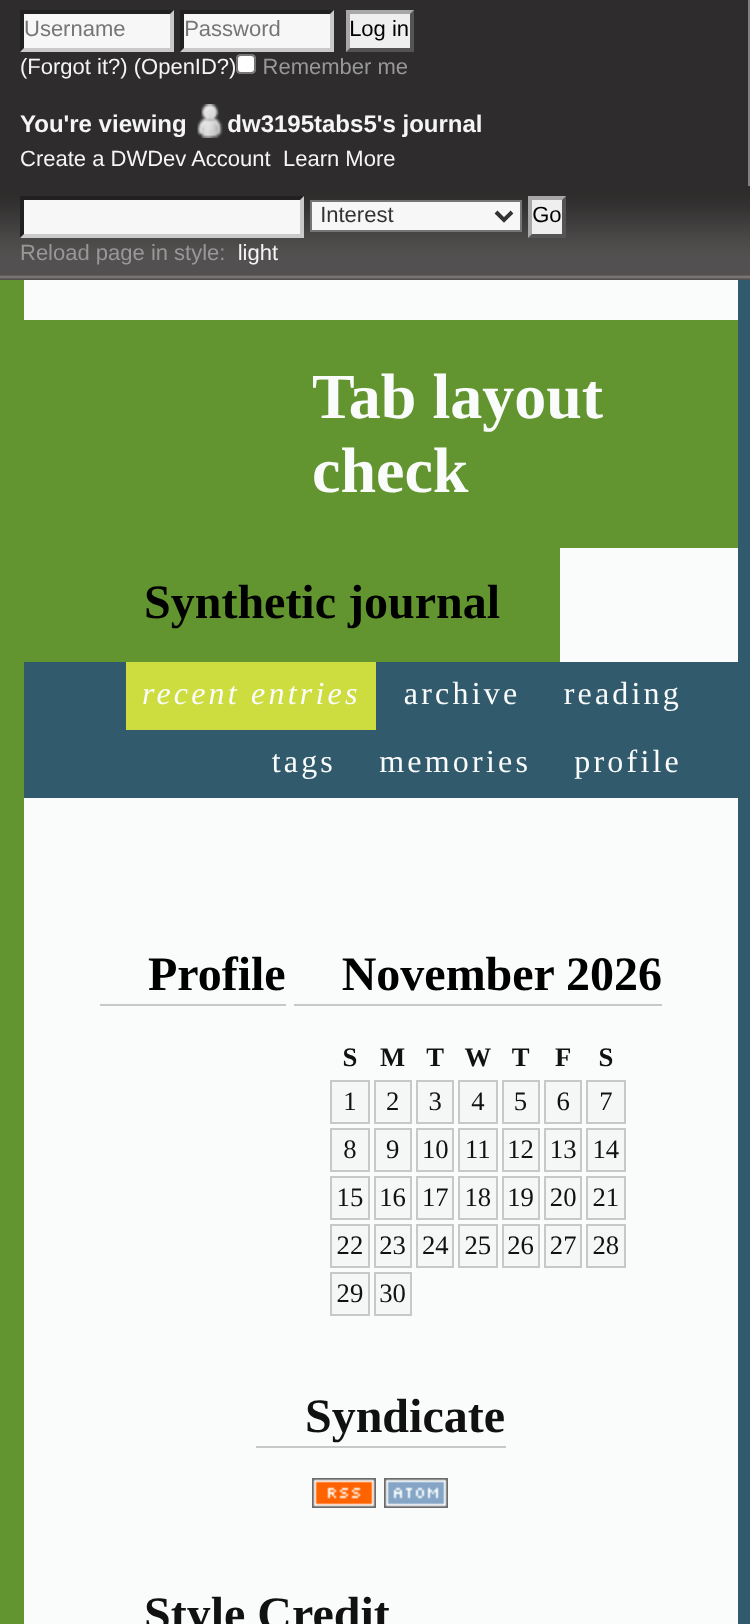 Username Password Log in
(Forgot it?) (OpenID?) Remember me
You're viewing dw3195tabs5's journal
Create a DWDev Account Learn More
Interest Go
Reload page in style: light
Tab layout
check
Synthetic journal
recent entries archive reading
tags memories profile
Profile November 2026
S M T W T F S
1 2 3 4 5 6 7
8 9 10 11 12 13 14
15 16 17 18 19 20 21
22 23 24 25 26 27 28
29 30
Syndicate
RSS ATOM
Style Credit